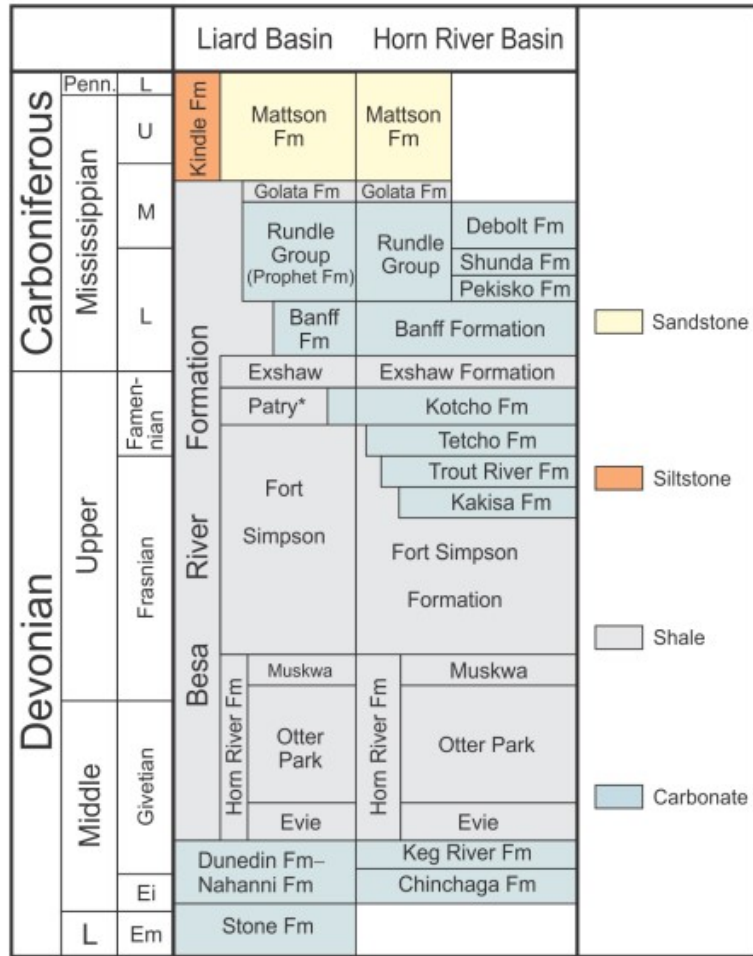 Liard Basin
Horn River Basin
Carboniferous
Penn.
L
Mississippian
U
M
L
Kindle Fm
Mattson
Fm
Mattson
Fm
Golata Fm
Golata Fm
Rundle
Group
(Prophet Fm)
Rundle
Group
Debolt Fm
Shunda Fm
Pekisko Fm
Banff
Fm
Banff Formation
Exshaw
Exshaw Formation
Patry*
Kotcho Fm
Tetcho Fm
Trout River Fm
Kakisa Fm
Besa River Formation
Devonian
Upper
Famen-
nian
Frasnian
Fort
Simpson
Fort Simpson
Formation
Middle
Givetian
Ei
L
Em
Horn River Fm
Muskwa
Otter
Park
Evie
Horn River Fm
Muskwa
Otter Park
Evie
Dunedin Fm–
Nahanni Fm
Keg River Fm
Chinchaga Fm
Stone Fm
Sandstone
Siltstone
Shale
Carbonate